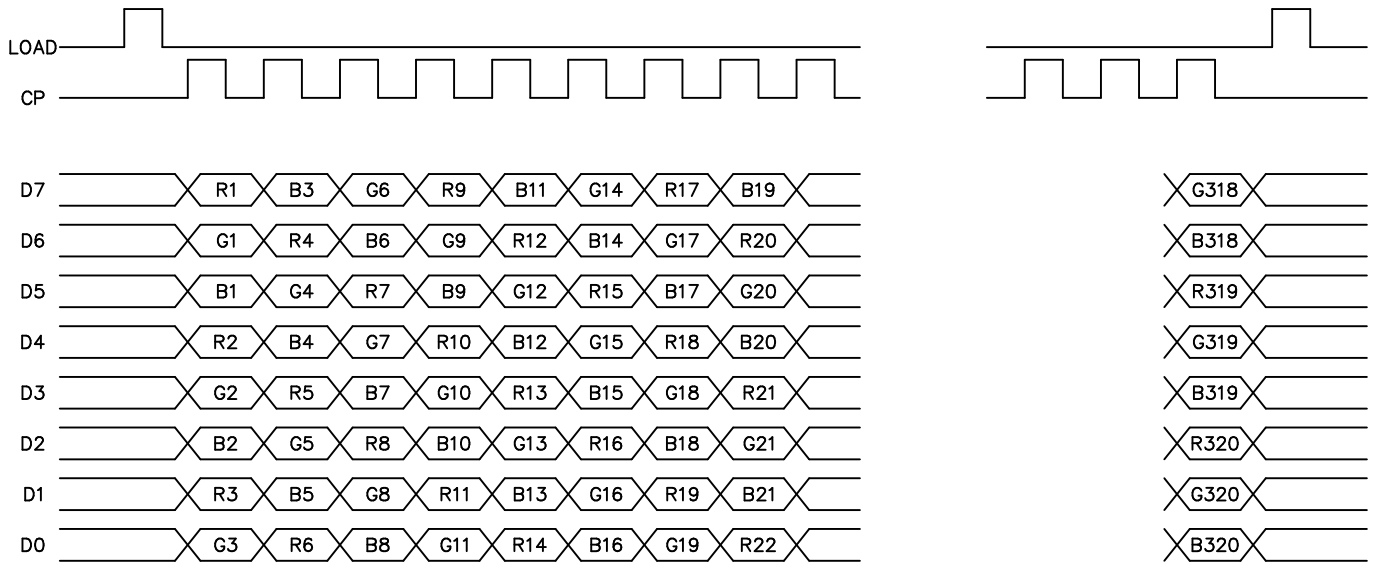 LOAD
CP
D7 R1 B3 G6 R9 B11 G14 R17 B19 G318
D6 G1 R4 B6 G9 R12 B14 G17 R20 B318
D5 B1 G4 R7 B9 G12 R15 B17 G20 R319
D4 R2 B4 G7 R10 B12 G15 R18 B20 G319
D3 G2 R5 B7 G10 R13 B15 G18 R21 B319
D2 B2 G5 R8 B10 G13 R16 B18 G21 R320
D1 R3 B5 G8 R11 B13 G16 R19 B21 G320
D0 G3 R6 B8 G11 R14 B16 G19 R22 B320